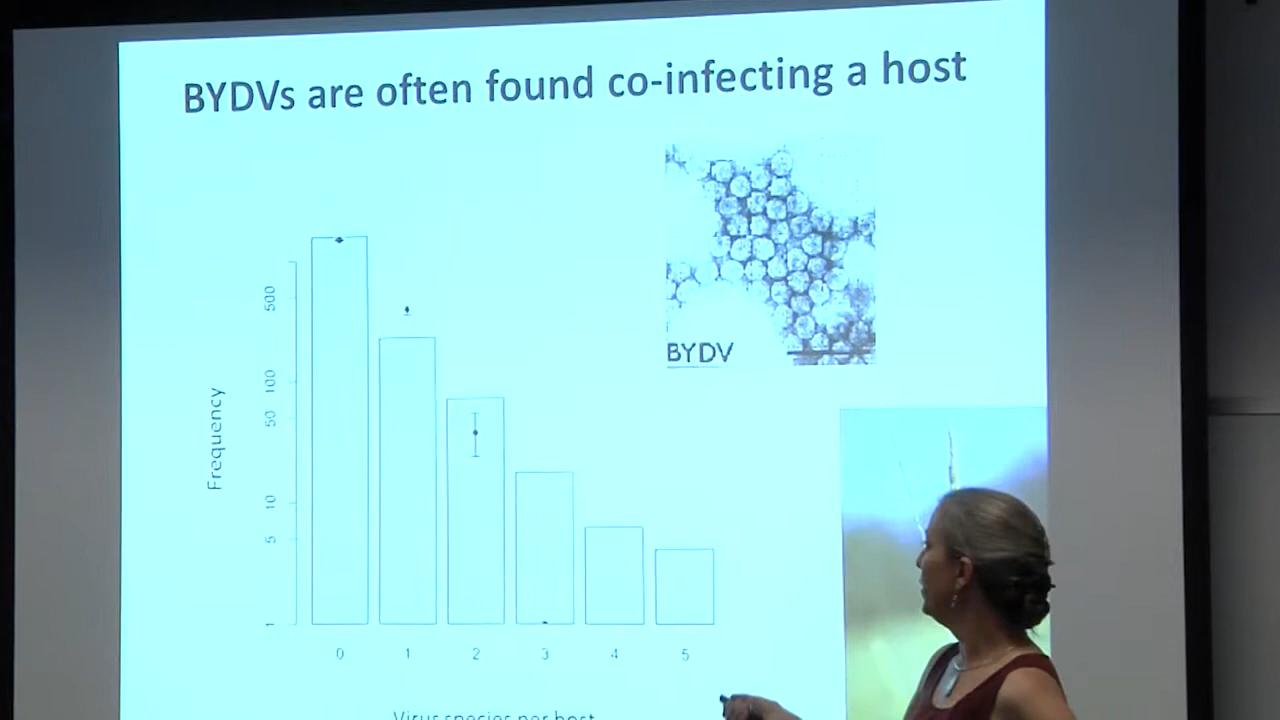 BYDVs are often found co-infecting a host
BYDV
Frequency
500
100
50
10
5
1
0 1 2 3 4 5
Virus species per host